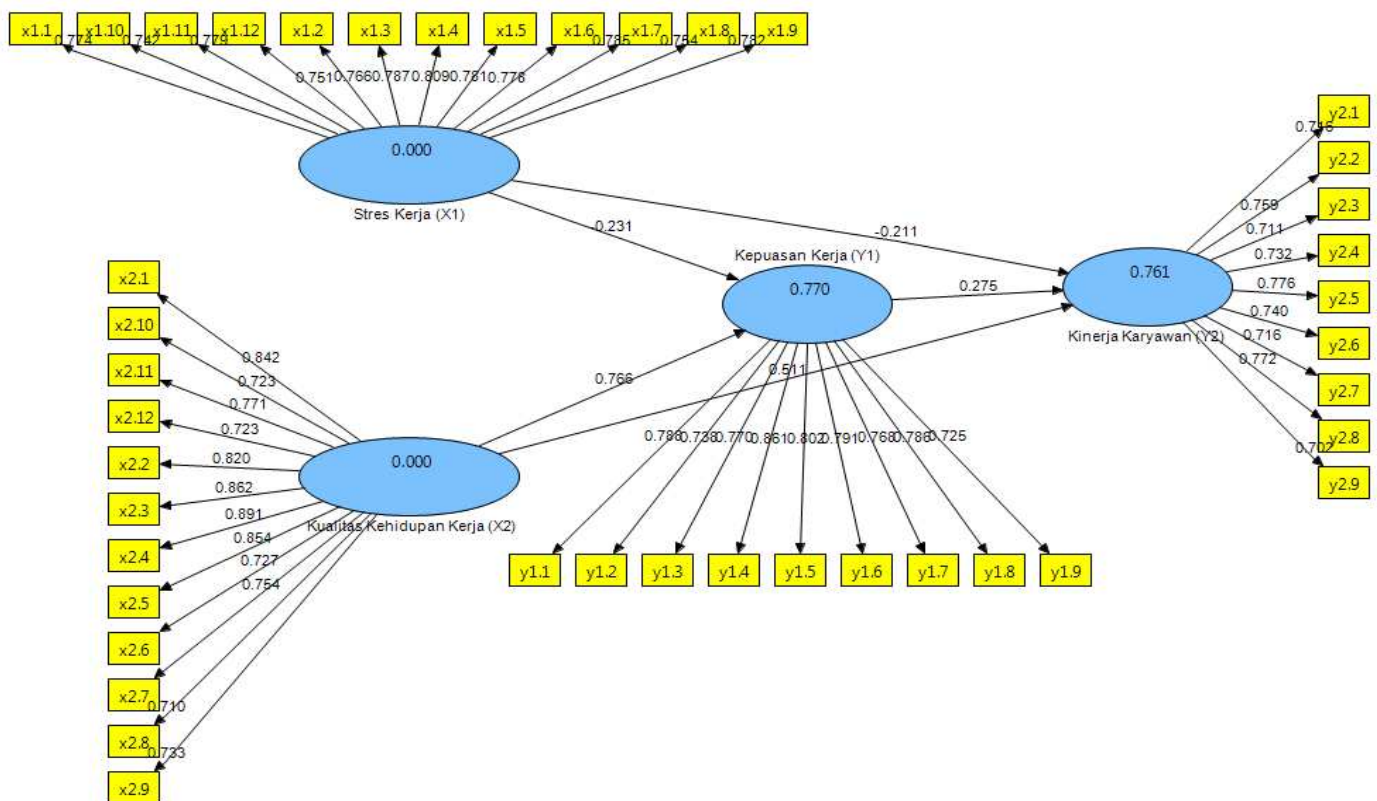 x1.1 x1.10 x1.11 x1.12 x1.2 x1.3 x1.4 x1.5 x1.6 x1.7 x1.8 x1.9
0.774 0.742 0.779 0.785 0.754 0.782
0.751 0.766 0.787 0.809 0.781 0.776
0.000
Stres Kerja (X1)
-0.231
-0.211
Kepuasan Kerja (Y1)
0.770
0.275
0.761
Kinerja Karyawan (Y2)
y2.1
y2.2
y2.3
y2.4
y2.5
y2.6
y2.7
y2.8
y2.9
0.759
0.711
0.732
0.776
0.740
0.716
0.772
0.702
x2.1
x2.10
x2.11
x2.12
x2.2
x2.3
x2.4
x2.5
x2.6
x2.7
x2.8
x2.9
0.842
0.723
0.771
0.723
0.820
0.862
0.891
0.854
0.727
0.754
0.710
0.733
0.000
Kualitas Kehidupan Kerja (X2)
0.766
0.511
0.788 0.738 0.770 0.861 0.802 0.791 0.768 0.786 0.725
y1.1 y1.2 y1.3 y1.4 y1.5 y1.6 y1.7 y1.8 y1.9